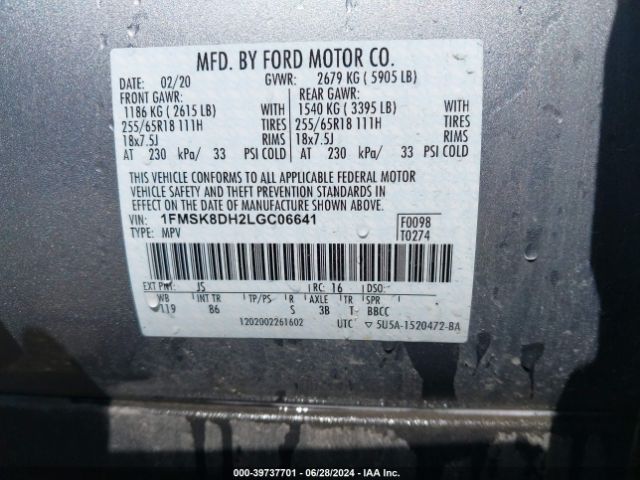 MFD. BY FORD MOTOR CO.
DATE: 02/20 GVWR: 2679 KG ( 5905 LB)
FRONT GAWR: REAR GAWR:
1186 KG ( 2615 LB) WITH 1540 KG ( 3395 LB) WITH
255/65R18 111H TIRES 255/65R18 111H TIRES
18x7.5J RIMS 18x7.5J RIMS
AT 230 kPa/ 33 PSI COLD AT 230 kPa/ 33 PSI COLD
THIS VEHICLE CONFORMS TO ALL APPLICABLE FEDERAL MOTOR
VEHICLE SAFETY AND THEFT PREVENTION STANDARDS IN
EFFECT ON THE DATE OF MANUFACTURE SHOWN ABOVE.
VIN: 1FMSK8DH2LGC06641 F0098
TYPE: MPV T0274
EXT PNT: JS RC: 16 DSO:
WB INT TR TP/PS R AXLE TR SPR
119 86 S 3B T BBCC
1202002261602 UTC ▽ 5U5A-1520472-BA
000-39737701 - 06/28/2024 - IAA Inc.